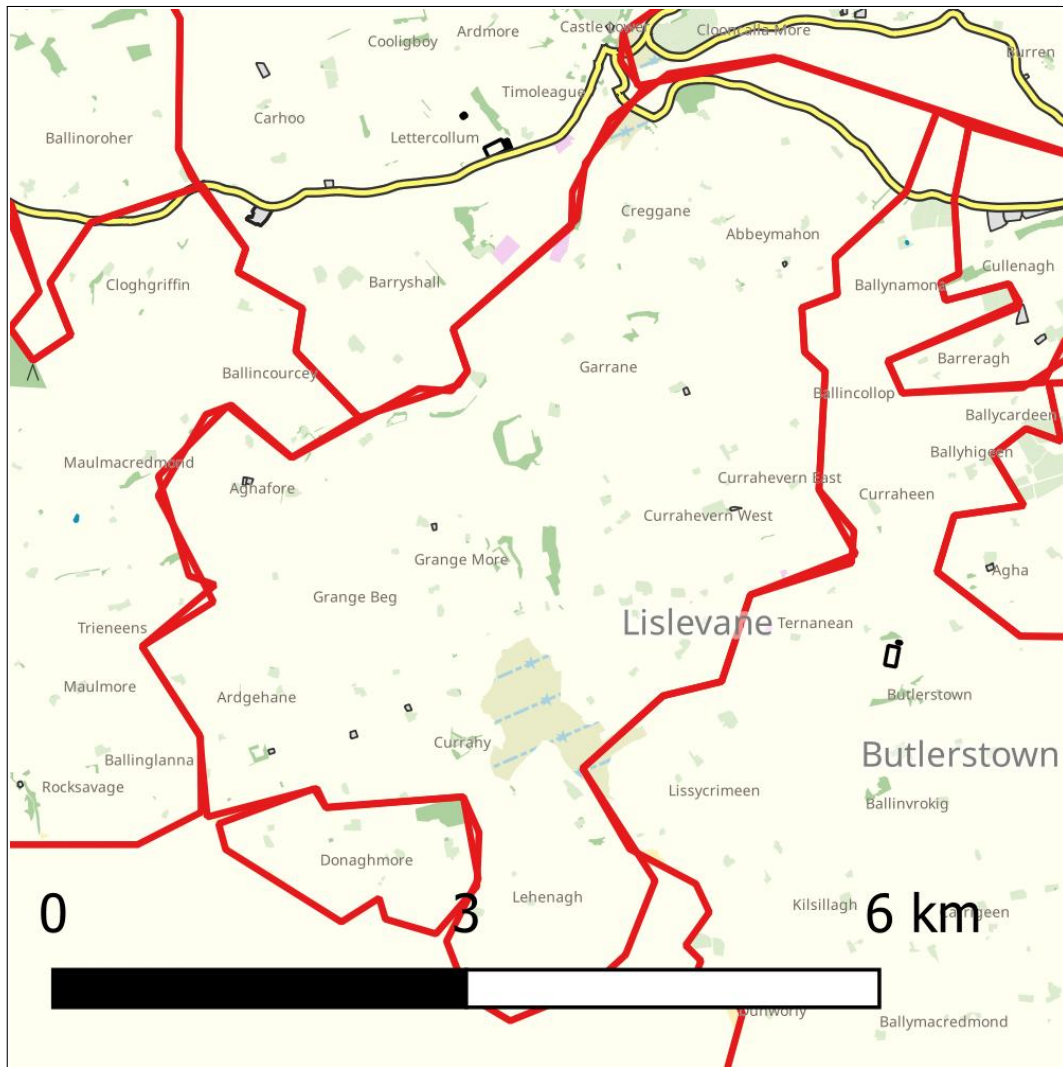 Castle Lower
Clooncalla More
Ardmore
Cooligboy
Burren
Timoleague
Carhoo
Ballinoroher
Lettercollum
Creggane
Abbeymahon
Cullenagh
Cloghgriffin
Barryshall
Ballynamona
Barreragh
Garrane
Ballincourcey
Ballincollop
Ballycardeen
Ballyhigeen
Maulmacredmond
Currahevern East
Aghafore
Curraheen
Currahevern West
Grange More
Agha
Grange Beg
Lislevane
Ternanean
Trieneens
Maulmore
Ardgehane
Butlerstown
Currahy
Butlerstown
Ballinglanna
Rocksavage
Lissycrimeen
Ballinvrokig
Donaghmore
Lehenagh
Kilsillagh
0
3
6 km
Dunworly
Ballymacredmond